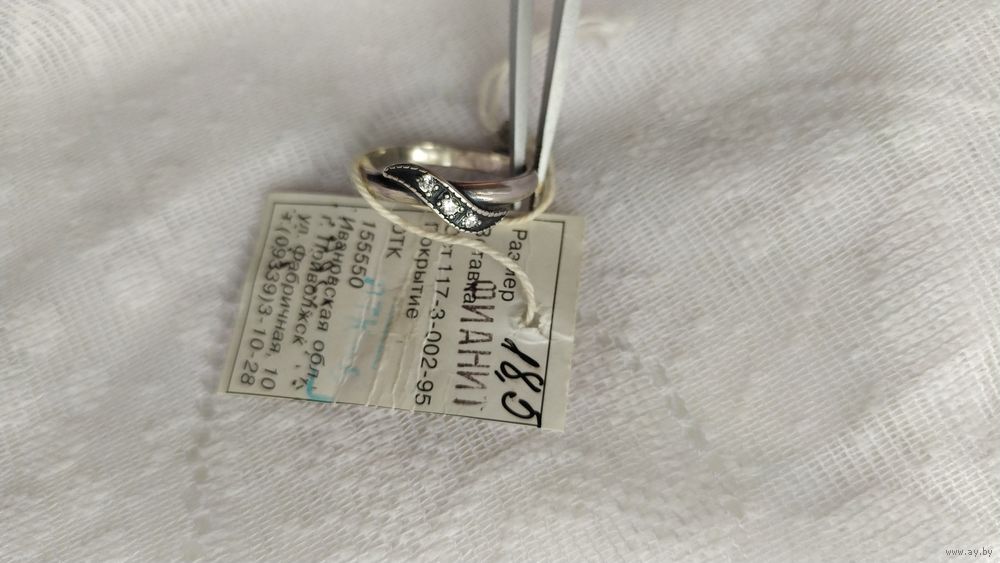 Размер 18,5
Вставка ФИАНИТ
ОСТ 117-3-002-95
Покрытие
ОТК
155550
Ивановская обл.,
г. Приволжск
ул. Фабричная, 10
т.(09339)3-10-28
www.ay.by